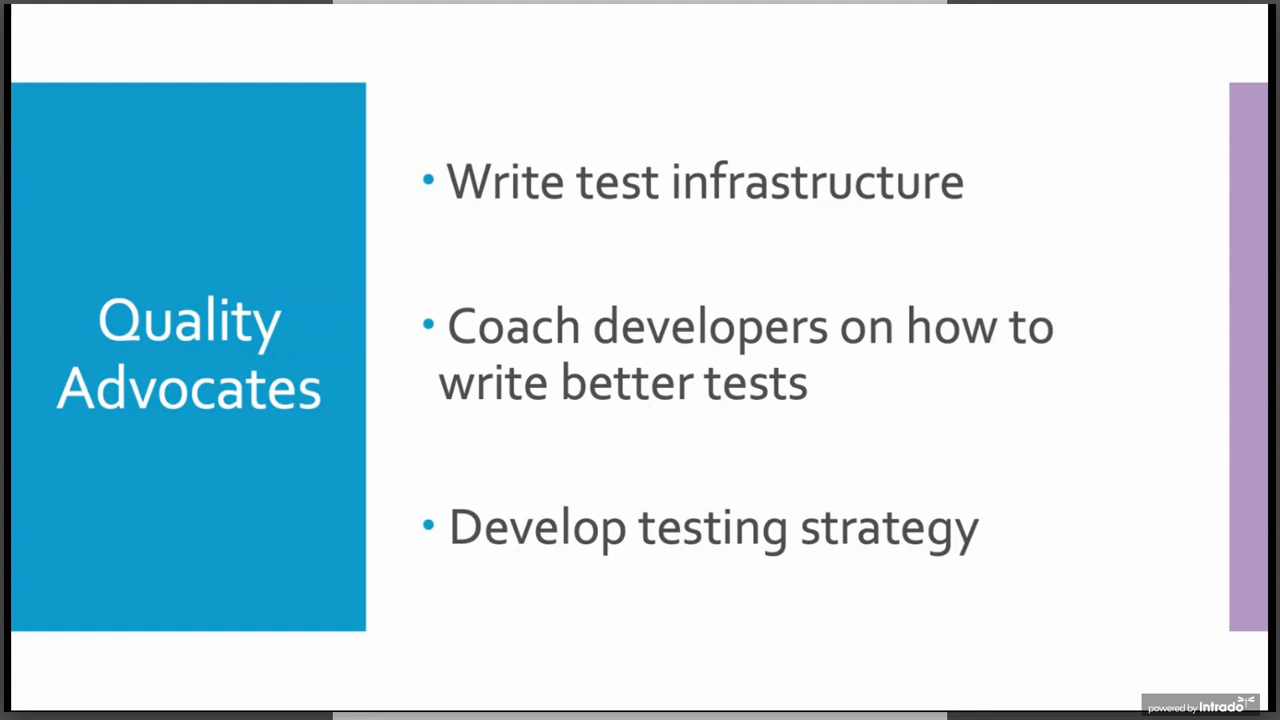 Quality
Advocates
• Write test infrastructure
• Coach developers on how to
write better tests
• Develop testing strategy
powered by intrado